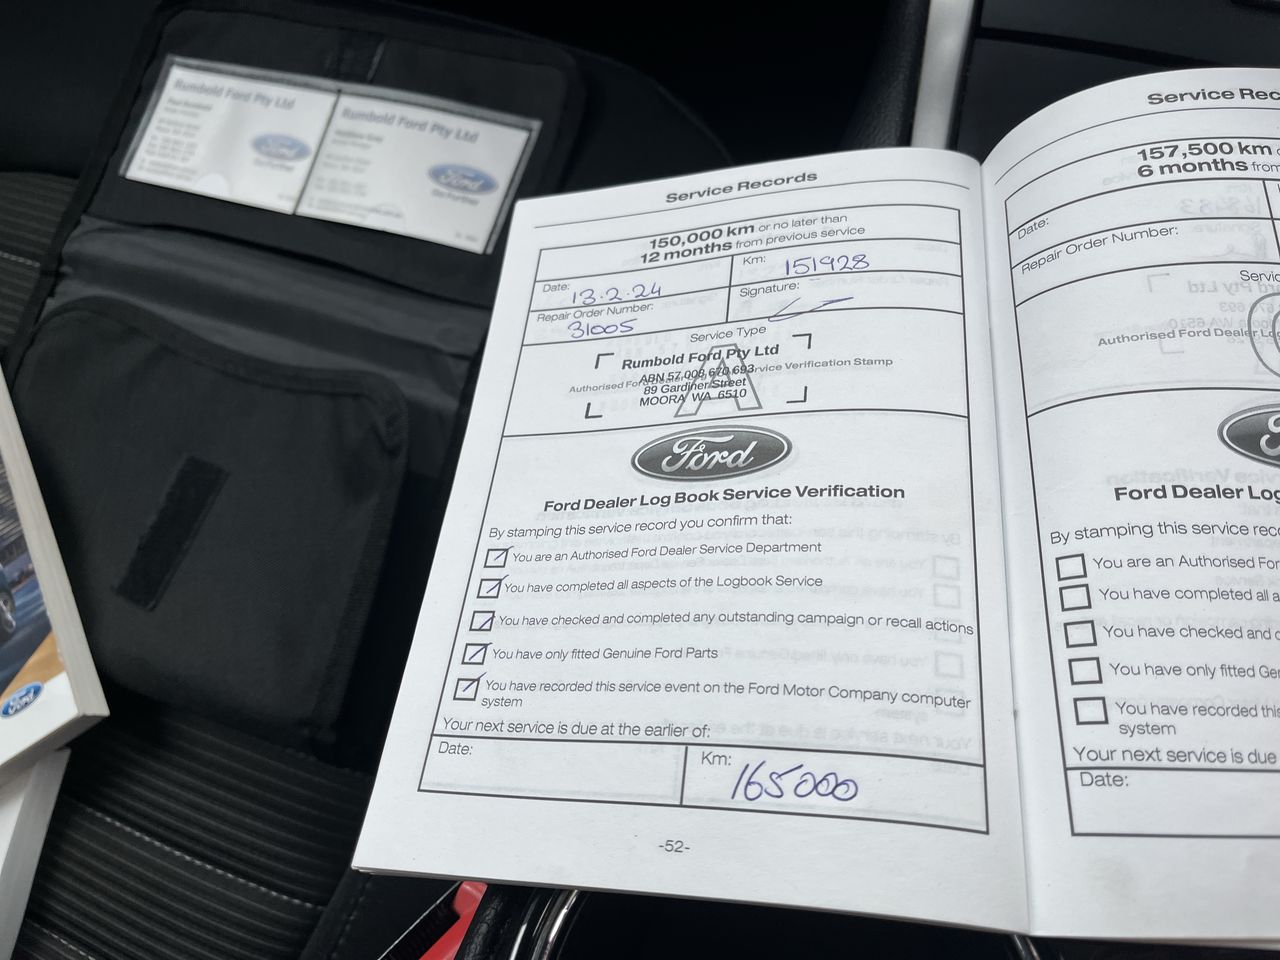 Rumbold Ford Pty Ltd
Rumbold Ford Pty Ltd
Ford
Ford
Service Records
150,000 km or no later than
12 months from previous service
Date: 13.2.24
Km: 151928
Repair Order Number: 31005
Signature:
Service Type
A
Rumbold Ford Pty Ltd
ABN 57 008 670 693
89 Gardiner Street
MOORA WA 6510
Authorised Ford Dealer Service Verification Stamp
Ford
Ford Dealer Log Book Service Verification
By stamping this service record you confirm that:
You are an Authorised Ford Dealer Service Department
You have completed all aspects of the Logbook Service
You have checked and completed any outstanding campaign or recall actions
You have only fitted Genuine Ford Parts
You have recorded this service event on the Ford Motor Company computer
system
Your next service is due at the earlier of:
Date:
Km: 165000
-52-
Service Rec
157,500 km
6 months from
Date:
Repair Order Number:
Servic
Authorised Ford Dealer Lo
Ford Dealer Log
By stamping this service reco
You are an Authorised For
You have completed all a
You have checked and c
You have only fitted Ge
You have recorded this
system
Your next service is due
Date:
Ford